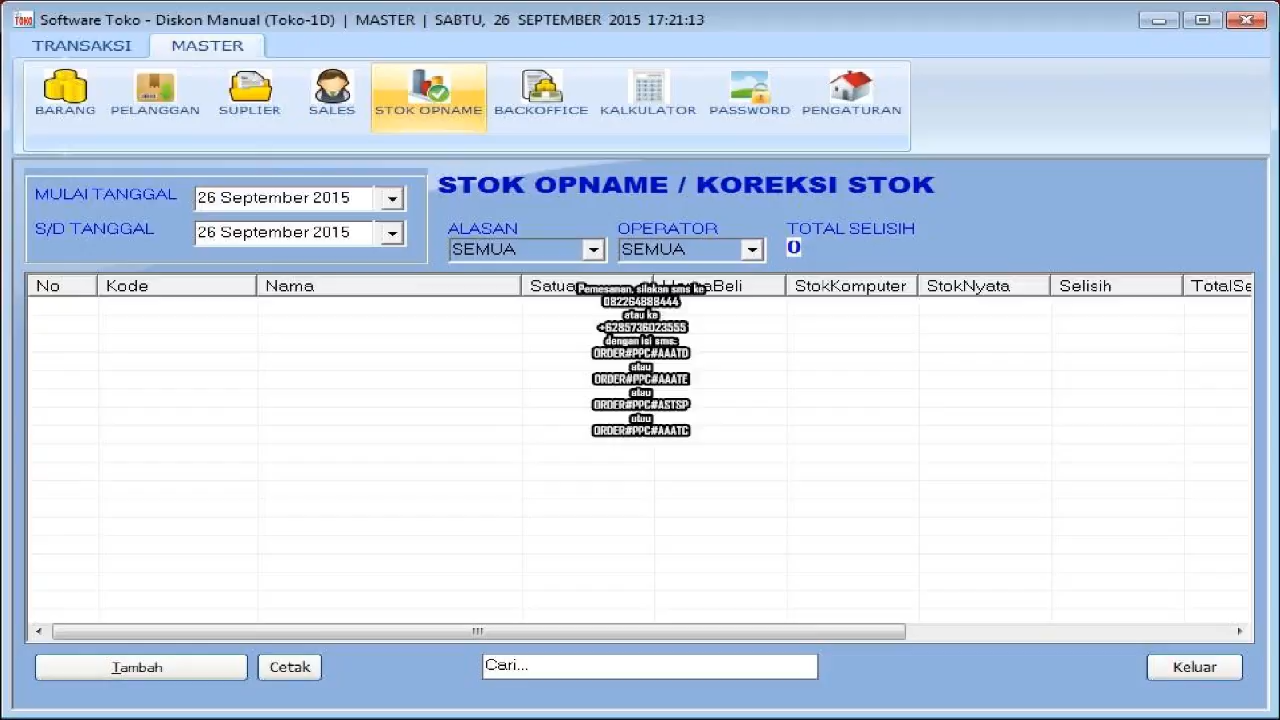 TOKO Software Toko - Diskon Manual (Toko-1D) | MASTER | SABTU, 26 SEPTEMBER 2015 17:21:13
TRANSAKSI MASTER
BARANG PELANGGAN SUPLIER SALES STOK OPNAME BACKOFFICE KALKULATOR PASSWORD PENGATURAN
STOK OPNAME / KOREKSI STOK
MULAI TANGGAL 26 September 2015
S/D TANGGAL 26 September 2015
ALASAN OPERATOR TOTAL SELISIH
SEMUA SEMUA 0
No Kode Nama StokKomputer StokNyata Selisih
Pemesanan, silakan sms ke
082264888444
atau ke
+6285736023555
dengan isi sms:
ORDER#PPC#AAATD
atau
ORDER#PPC#AAATE
atau
ORDER#PPC#ASTSP
atau
ORDER#PPC#AAATC
Tambah Cetak Cari... Keluar